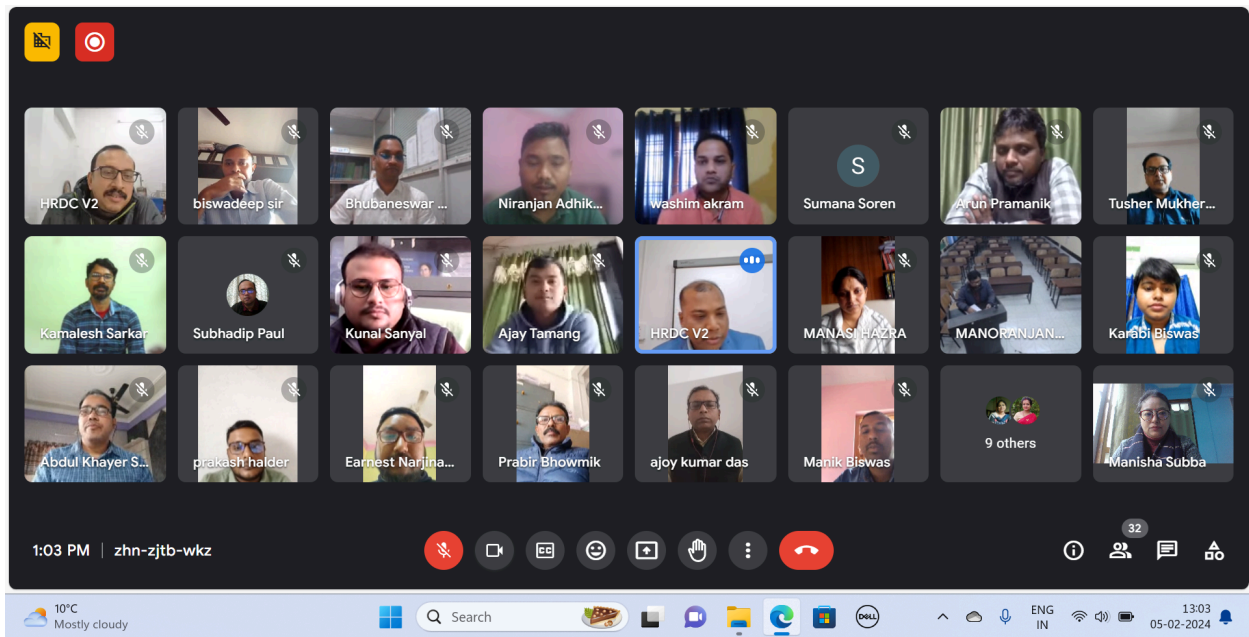 HRDC V2
biswadeep sir
Bhubaneswar ...
Niranjan Adhik...
washim akram
S
Sumana Soren
Arun Pramanik
Tusher Mukher...
Kamalesh Sarkar
Subhadip Paul
Kunal Sanyal
Ajay Tamang
HRDC V2
MANASI HAZRA
MANORANJAN...
Karabi Biswas
Abdul Khayer S...
prakash halder
Earnest Narjina...
Prabir Bhowmik
ajoy kumar das
Manik Biswas
9 others
Manisha Subba
1:03 PM | zhn-zjtb-wkz
CC
32
10°C
Mostly cloudy
Search
DELL
ENG
IN
13:03
05-02-2024